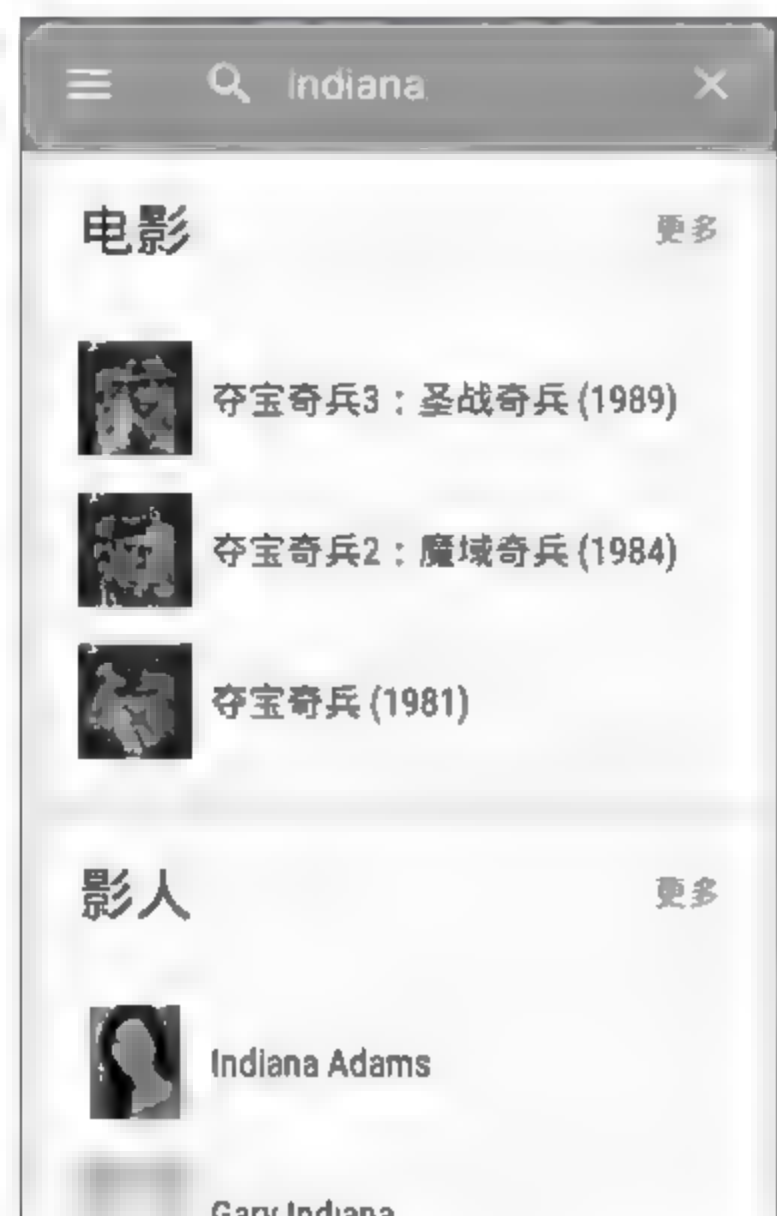 Indiana
电影
更多
夺宝奇兵3：圣战奇兵 (1989)
夺宝奇兵2：魔域奇兵 (1984)
夺宝奇兵 (1981)
影人
更多
Indiana Adams
Gary Indiana